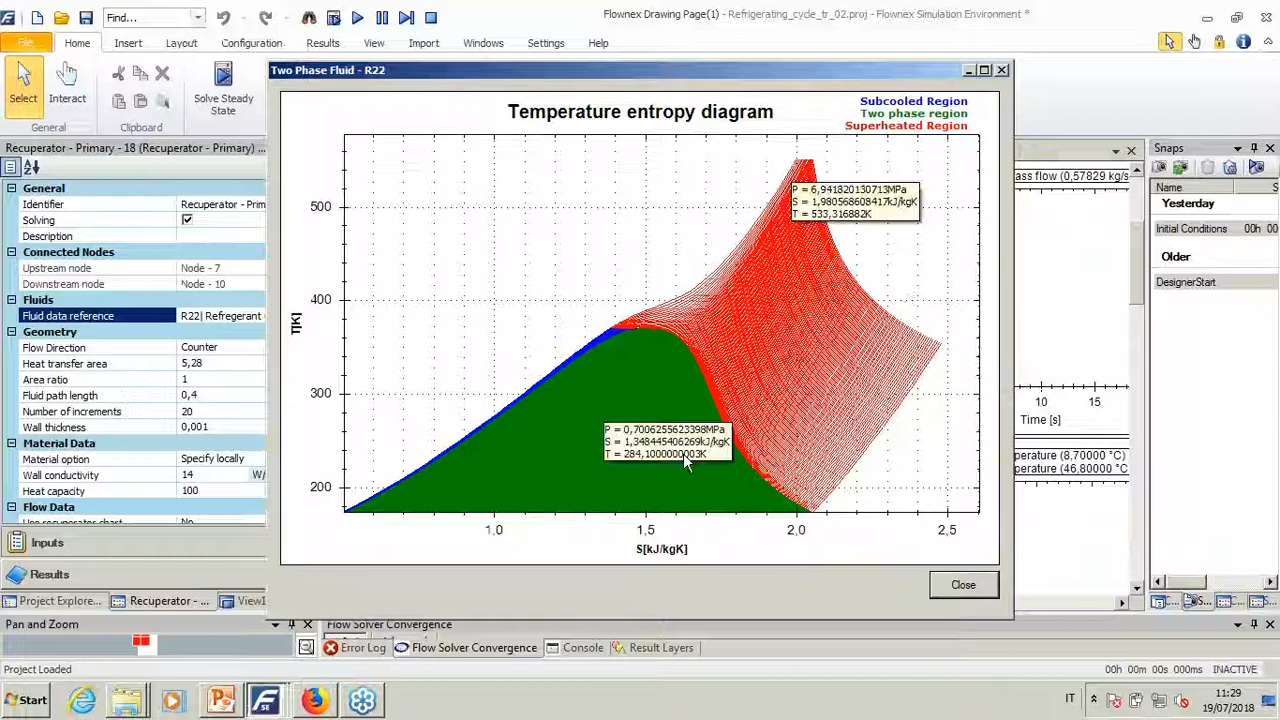 Find...
Flownex Drawing Page(1) - Refrigerating_cycle_tr_02.proj - Flownex Simulation Environment *
File Home Insert Layout Configuration Results View Import Windows Settings Help
Select
Interact
Solve Steady
State
General
Clipboard
Recuperator - Primary - 13 (Recuperator - Primary) ...
General
Identifier Recuperator - Prim
Solving
Description
Connected Nodes
Upstream node Node - 7
Downstream node Node - 10
Fluids
Fluid data reference R22| Refregerant
Geometry
Flow Direction Counter
Heat transfer area 5,28
Area ratio 1
Fluid path length 0,4
Number of increments 20
Wall thickness 0,001
Material Data
Material option Specify locally
Wall conductivity 14 W/
Heat capacity 100
Flow Data
Use recuperator chart No
Inputs
Results
Project Explore... Recuperator - ... View1
Two Phase Fluid - R22
Temperature entropy diagram
Subcooled Region
Two phase region
Superheated Region
P = 6,941820130713MPa
S = 1,980568608417kJ/kgK
T = 533,316882K
P = 0,7006255623398MPa
S = 1,348445406269kJ/kgK
T = 284,1000000003K
T[K]
500
400
300
200
1,0 1,5 2,0 2,5
S[kJ/kgK]
Close
ass flow (0,57829 kg/s
10 15
Time [s]
perature (8,70000 °C)
perature (46,80000 °C)
Snaps
Name S
Yesterday
Initial Conditions 00h 00
Older
DesignerStart
C... S...
Pan and Zoom
Flow Solver Convergence
Error Log Flow Solver Convergence Console Result Layers
Project Loaded
00h 00m 00s 000ms INACTIVE
Start
IT
11:29
19/07/2018